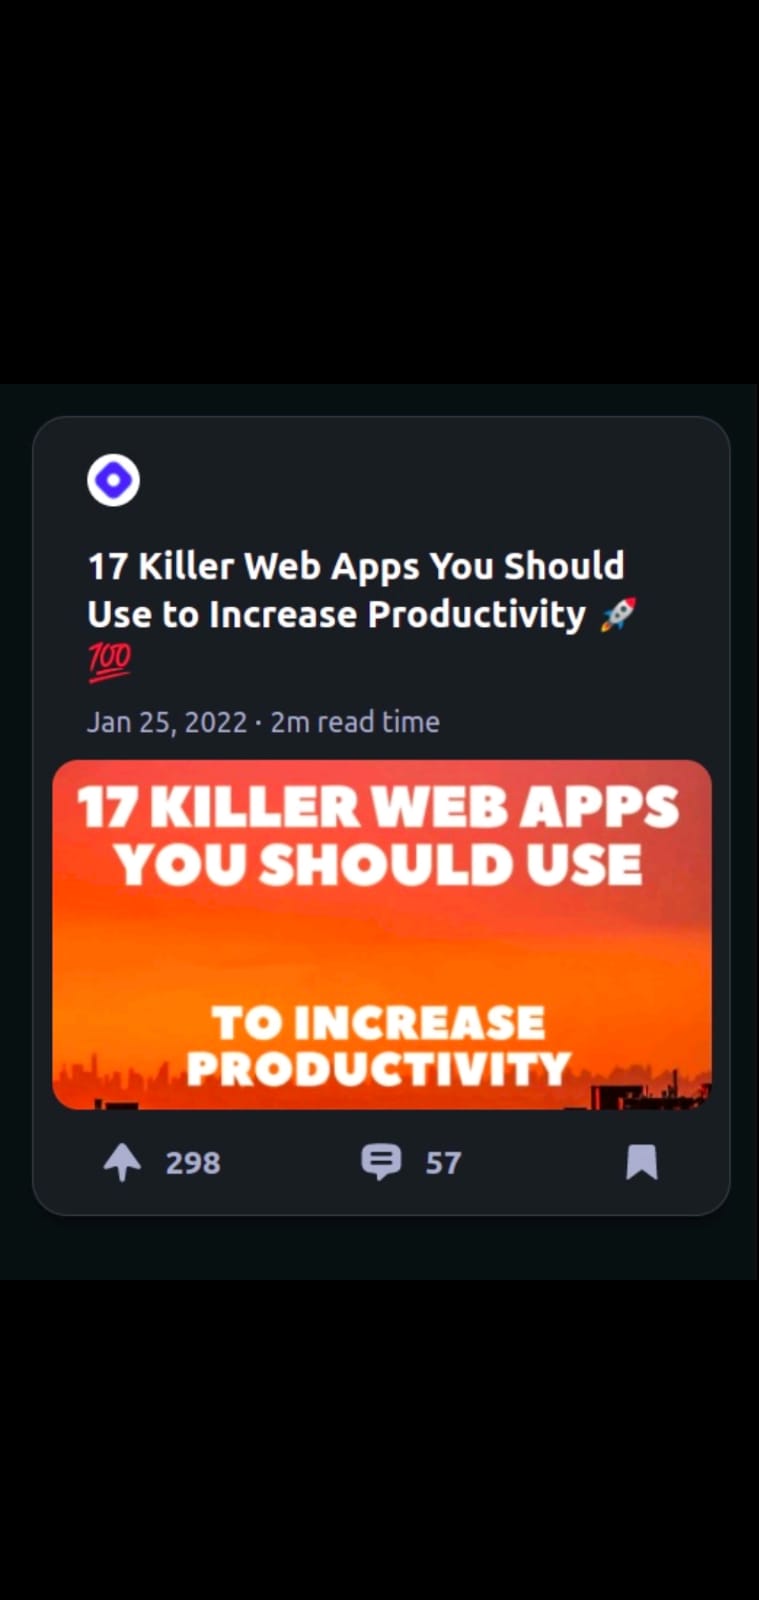 17 Killer Web Apps You Should
Use to Increase Productivity 🚀
💯
Jan 25, 2022 · 2m read time
17 KILLER WEB APPS
YOU SHOULD USE
TO INCREASE
PRODUCTIVITY
298 57